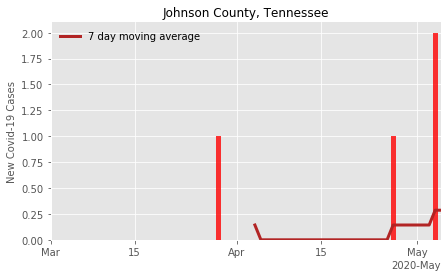 Johnson County, Tennessee
7 day moving average
New Covid-19 Cases
2.00
1.75
1.50
1.25
1.00
0.75
0.50
0.25
0.00
Mar
15
Apr
15
May
2020-May